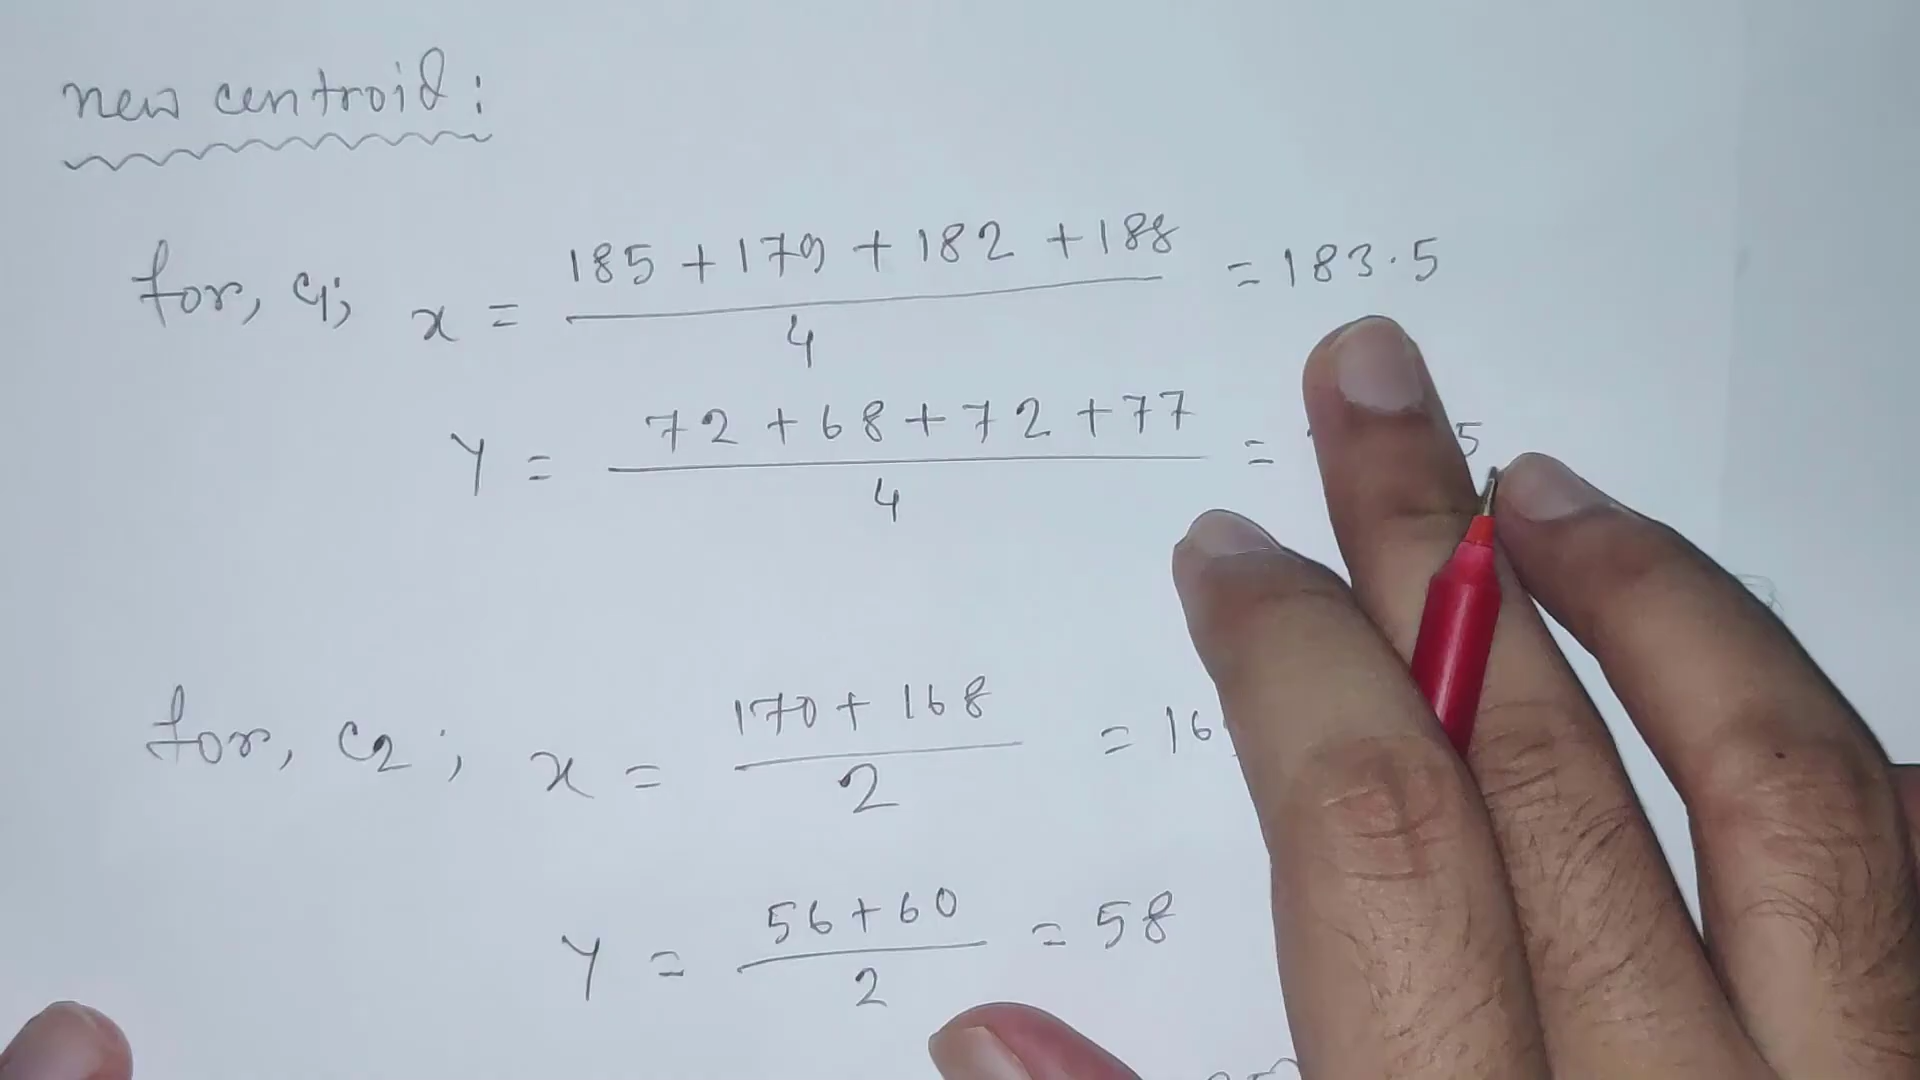 new centroid:
for, c1; x = 185 + 179 + 182 + 188 / 4 = 183.5
Y = 72 + 68 + 72 + 77 / 4 = 5
for, c2; x = 170 + 168 / 2 = 16
Y = 56 + 60 / 2 = 58